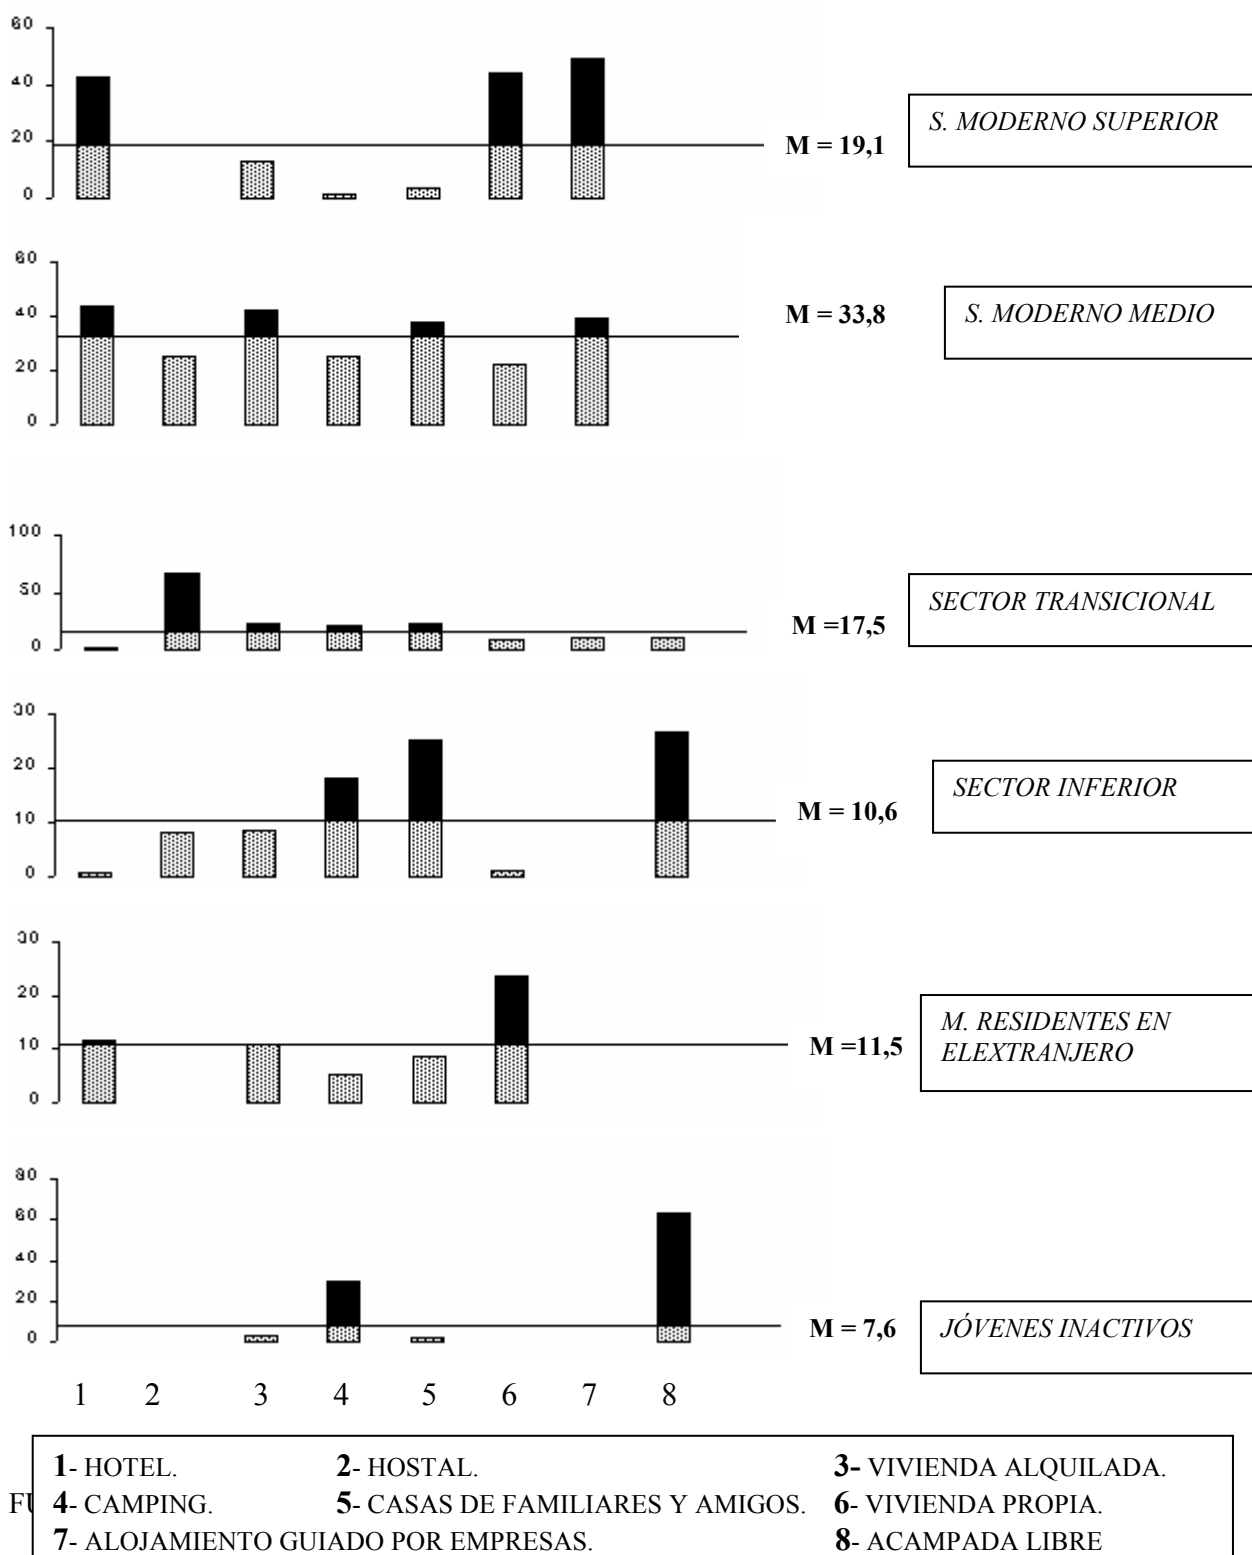 60
40
20
0
M = 19,1
S. MODERNO SUPERIOR
60
40
20
0
M = 33,8
S. MODERNO MEDIO
100
50
0
M =17,5
SECTOR TRANSICIONAL
30
20
10
0
M = 10,6
SECTOR INFERIOR
30
20
10
0
M =11,5
M. RESIDENTES EN
ELEXTRANJERO
80
60
40
20
0
M = 7,6
JÓVENES INACTIVOS
1 2 3 4 5 6 7 8
1- HOTEL. 2- HOSTAL. 3- VIVIENDA ALQUILADA.
4- CAMPING. 5- CASAS DE FAMILIARES Y AMIGOS. 6- VIVIENDA PROPIA.
7- ALOJAMIENTO GUIADO POR EMPRESAS. 8- ACAMPADA LIBRE